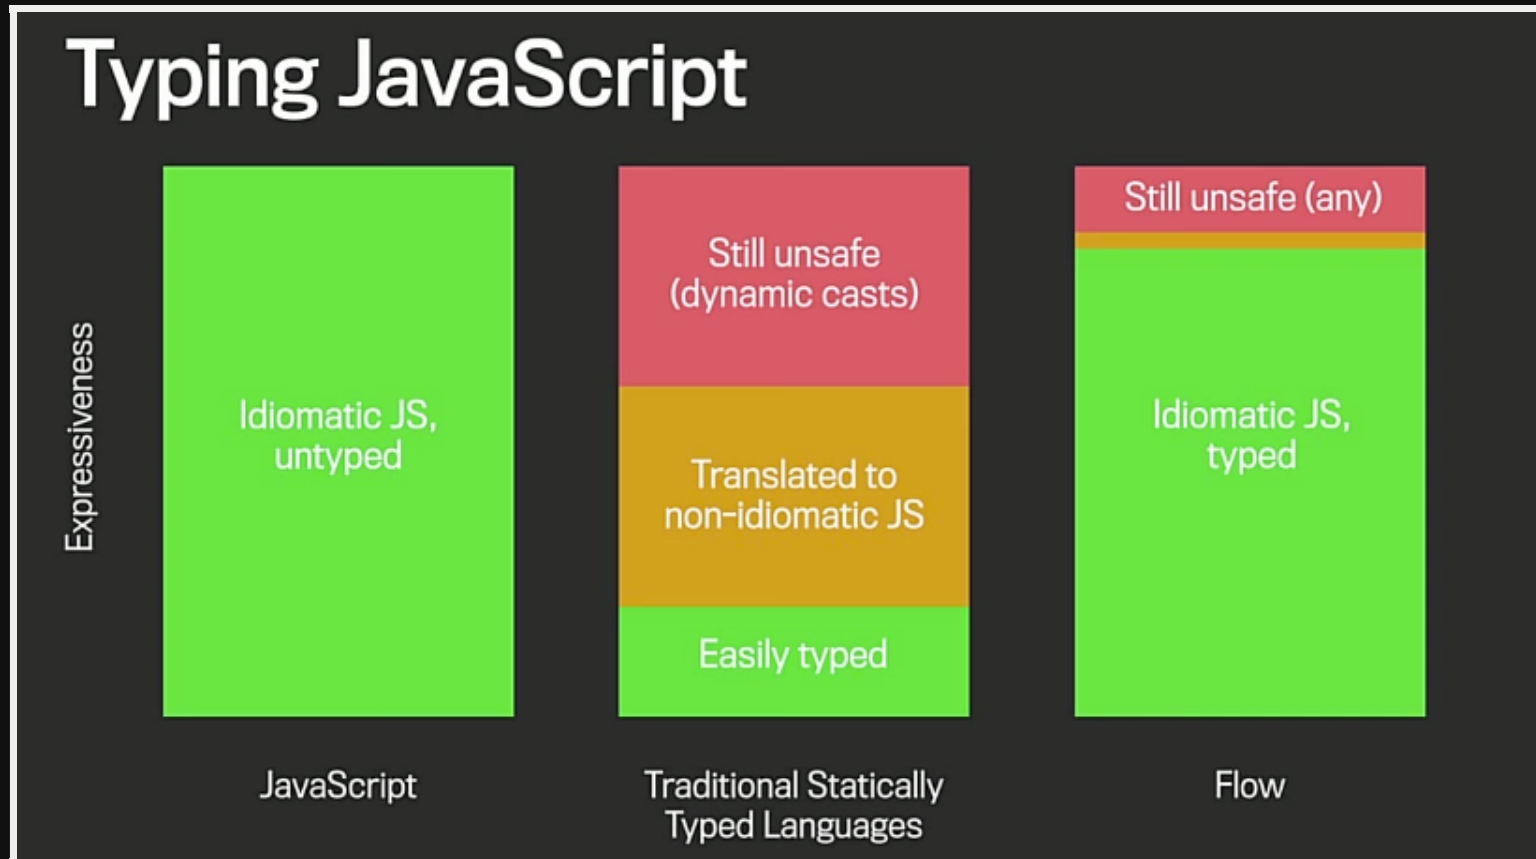 Typing JavaScript
Expressiveness
Idiomatic JS,
untyped
JavaScript
Still unsafe
(dynamic casts)
Translated to
non-idiomatic JS
Easily typed
Traditional Statically
Typed Languages
Still unsafe (any)
Idiomatic JS,
typed
Flow